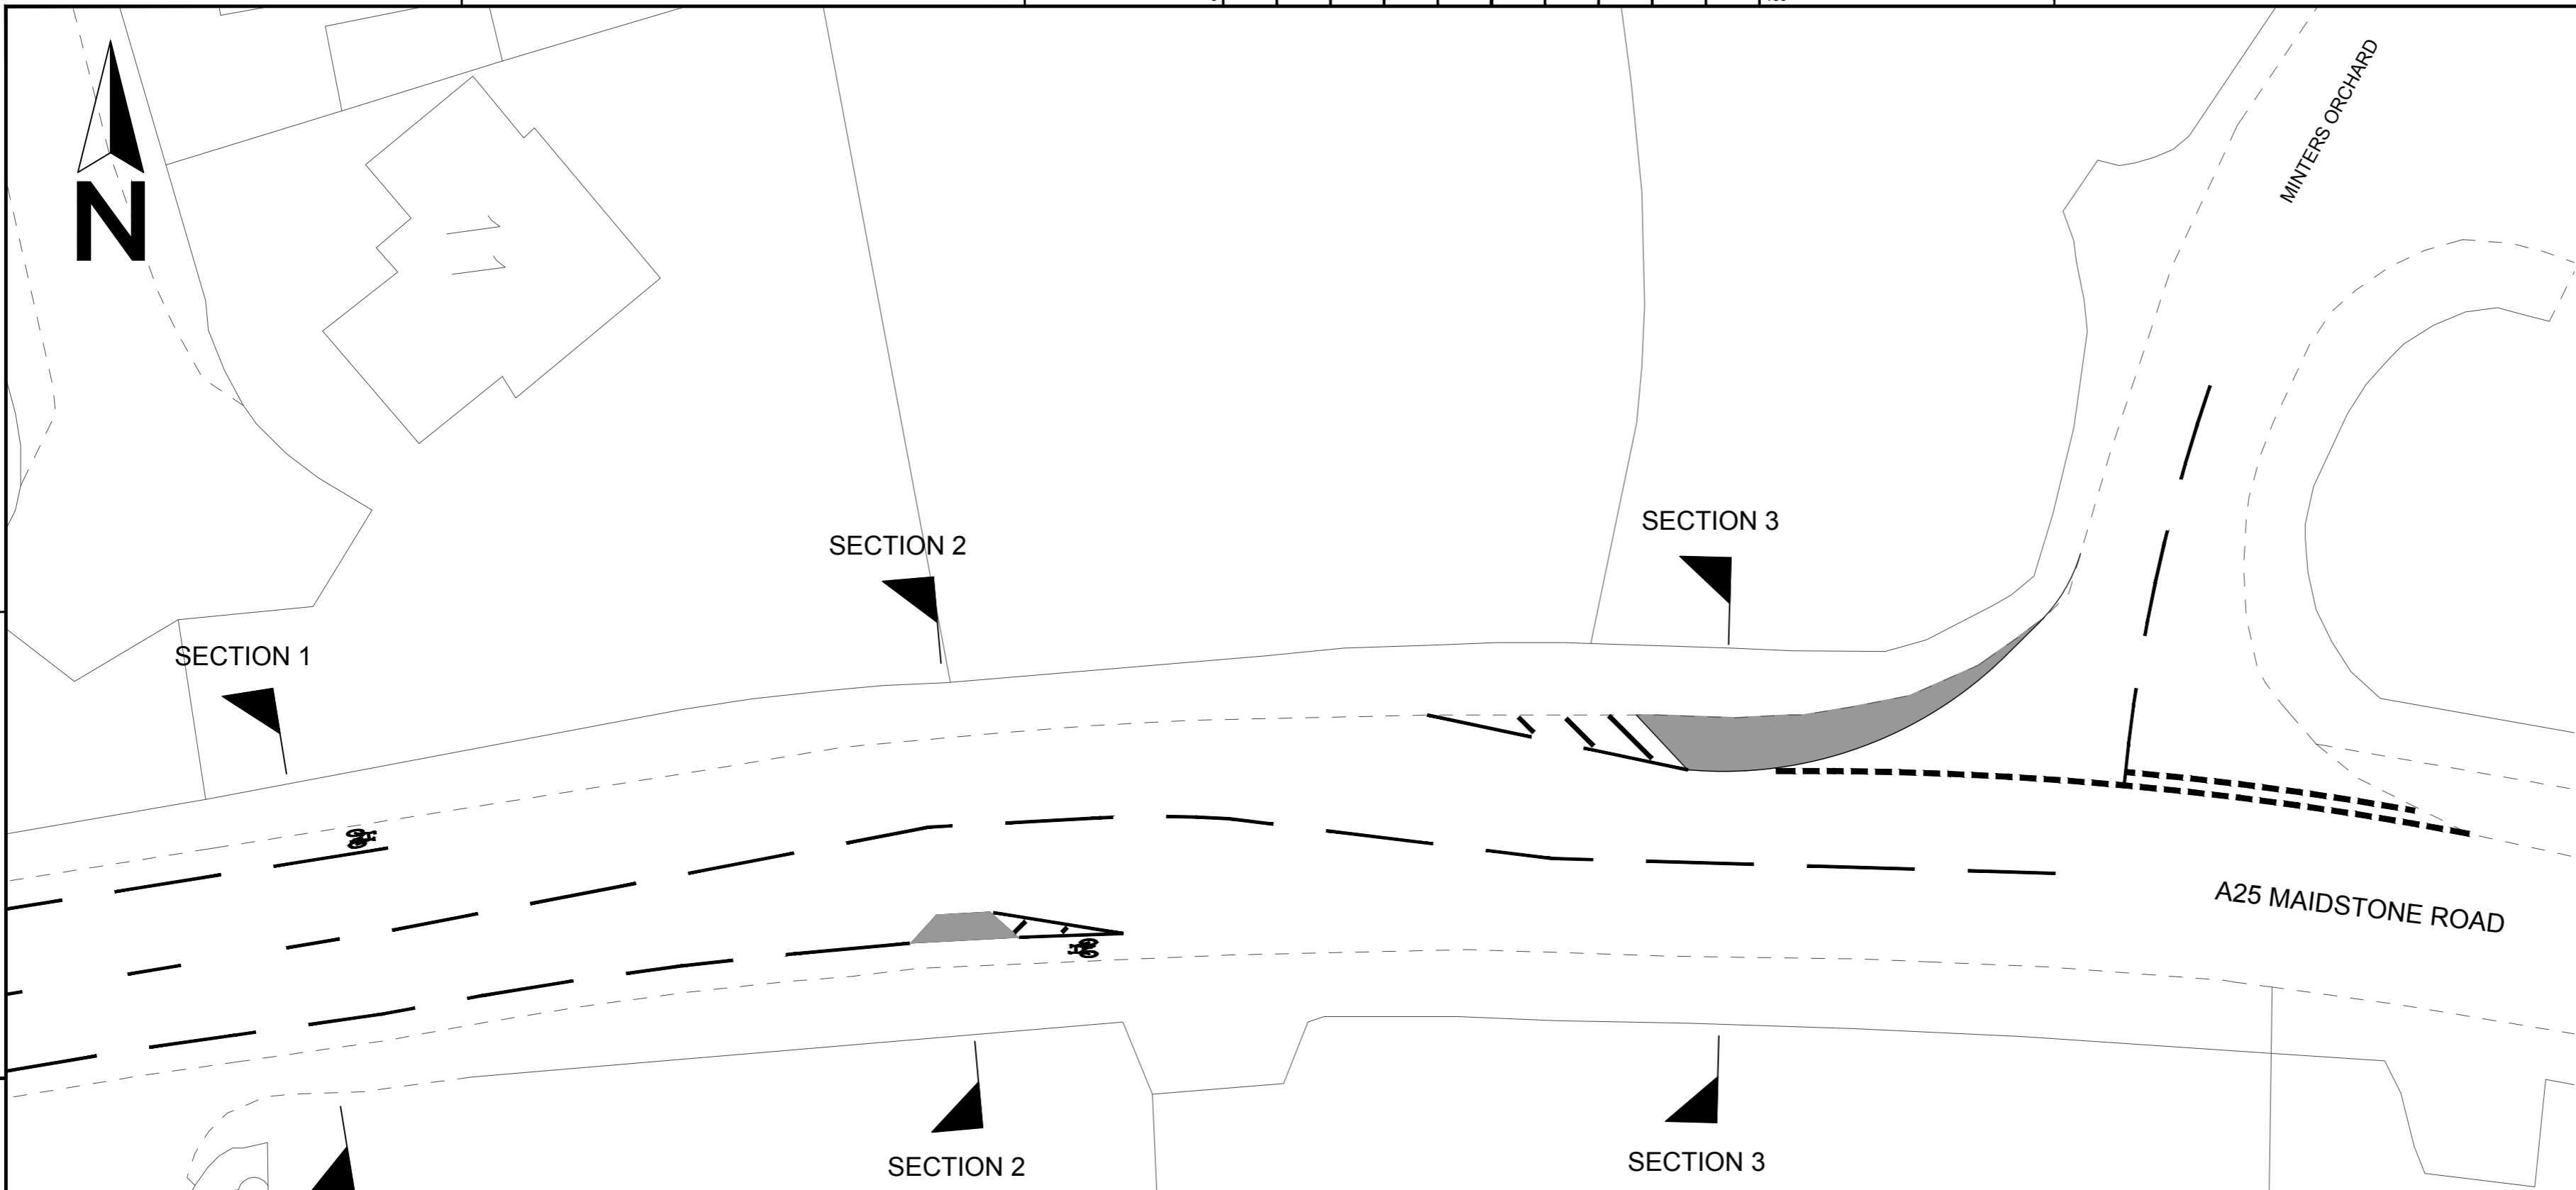 N
MINTERS ORCHARD
SECTION 3
SECTION 2
SECTION 1
A25 MAIDSTONE ROAD
SECTION 2
SECTION 3